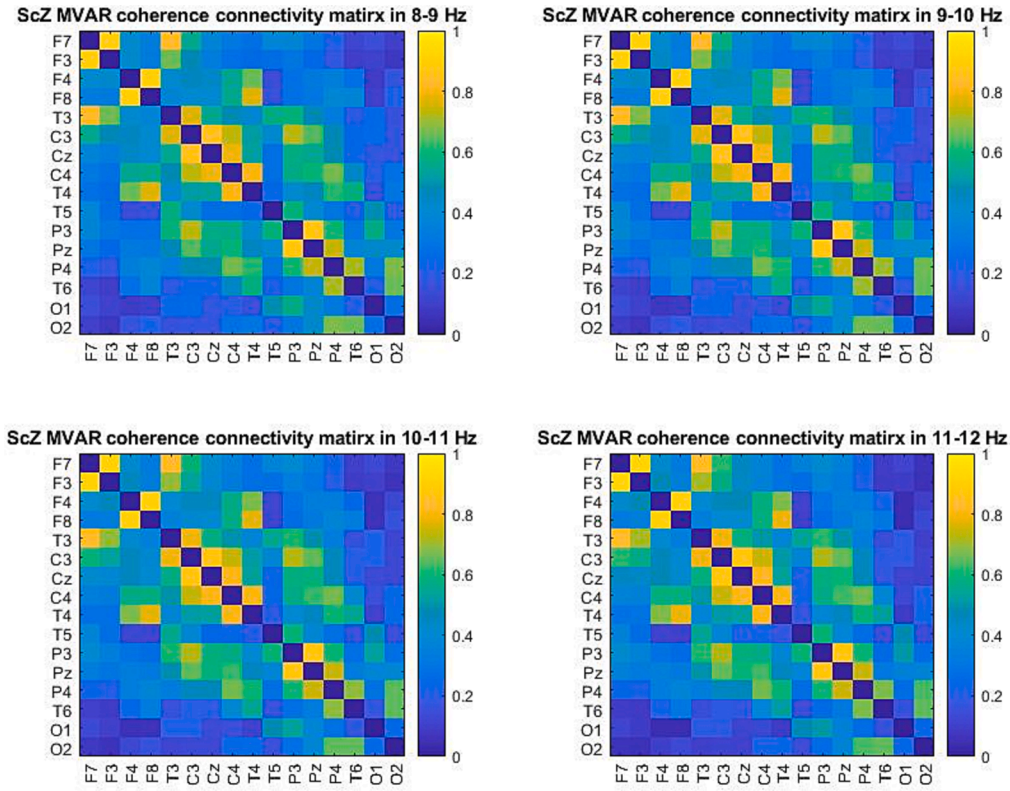 ScZ MVAR coherence connectivity matirx in 8-9 Hz
F7
F3
F4
F8
T3
C3
Cz
C4
T4
T5
P3
Pz
P4
T6
O1
O2
F7 F3 F4 F8 T3 C3 Cz C4 T4 T5 P3 Pz P4 T6 O1 O2
1
0.8
0.6
0.4
0.2
0
ScZ MVAR coherence connectivity matirx in 9-10 Hz
F7
F3
F4
F8
T3
C3
Cz
C4
T4
T5
P3
Pz
P4
T6
O1
O2
F7 F3 F4 F8 T3 C3 Cz C4 T4 T5 P3 Pz P4 T6 O1 O2
1
0.8
0.6
0.4
0.2
0
ScZ MVAR coherence connectivity matirx in 10-11 Hz
F7
F3
F4
F8
T3
C3
Cz
C4
T4
T5
P3
Pz
P4
T6
O1
O2
F7 F3 F4 F8 T3 C3 Cz C4 T4 T5 P3 Pz P4 T6 O1 O2
1
0.8
0.6
0.4
0.2
0
ScZ MVAR coherence connectivity matirx in 11-12 Hz
F7
F3
F4
F8
T3
C3
Cz
C4
T4
T5
P3
Pz
P4
T6
O1
O2
F7 F3 F4 F8 T3 C3 Cz C4 T4 T5 P3 Pz P4 T6 O1 O2
1
0.8
0.6
0.4
0.2
0